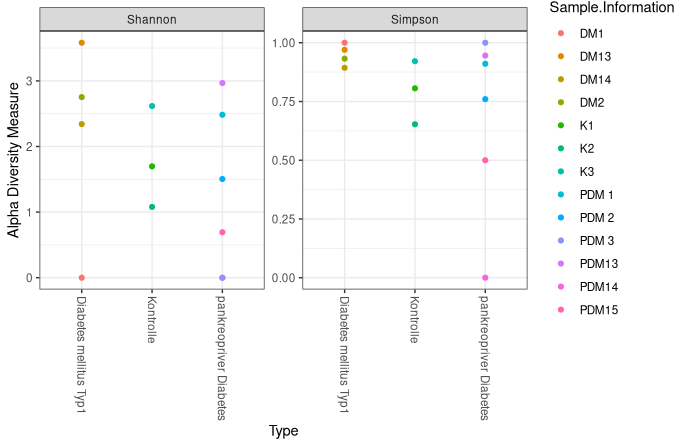 Shannon
Simpson
Alpha Diversity Measure
3
2
1
0
1.00
0.75
0.50
0.25
0.00
Diabetes mellitus Typ1
Kontrolle
pankreopriver Diabetes
Diabetes mellitus Typ1
Kontrolle
pankreopriver Diabetes
Type
Sample.Information
DM1
DM13
DM14
DM2
K1
K2
K3
PDM 1
PDM 2
PDM 3
PDM13
PDM14
PDM15